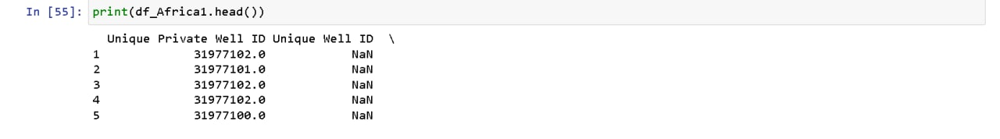 In [55]: print(df_Africa1.head())
Unique Private Well ID Unique Well ID \
1 31977102.0 NaN
2 31977101.0 NaN
3 31977102.0 NaN
4 31977102.0 NaN
5 31977100.0 NaN